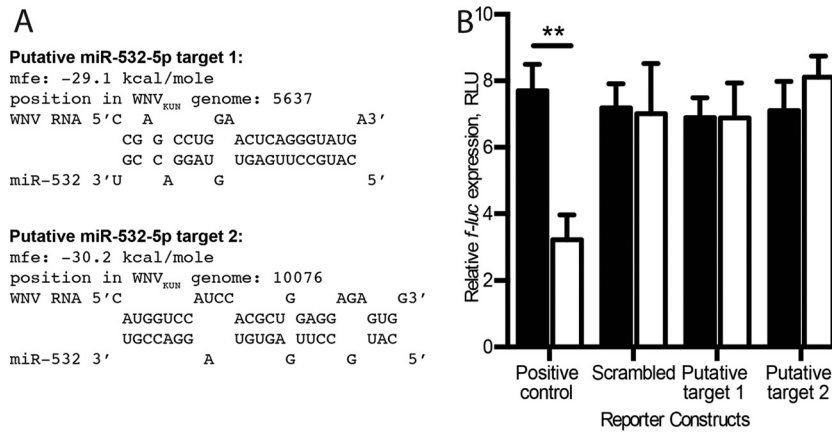 A
Putative miR-532-5p target 1:
mfe: -29.1 kcal/mole
position in WNVKUN genome: 5637
WNV RNA 5'C A GA A3'
CG G CCUG ACUCAGGGUAUG
GC C GGAU UGAGUUCCGUAC
miR-532 3'U A G 5'
Putative miR-532-5p target 2:
mfe: -30.2 kcal/mole
position in WNVKUN genome: 10076
WNV RNA 5'C AUCC G AGA G3'
AUGGUCC ACGCU GAGG GUG
UGCCAGG UGUGA UUCC UAC
miR-532 3' A G G 5'
B
Relative f-luc expression, RLU
10
8
6
4
2
0
**
Positive control
Scrambled
Putative target 1
Putative target 2
Reporter Constructs